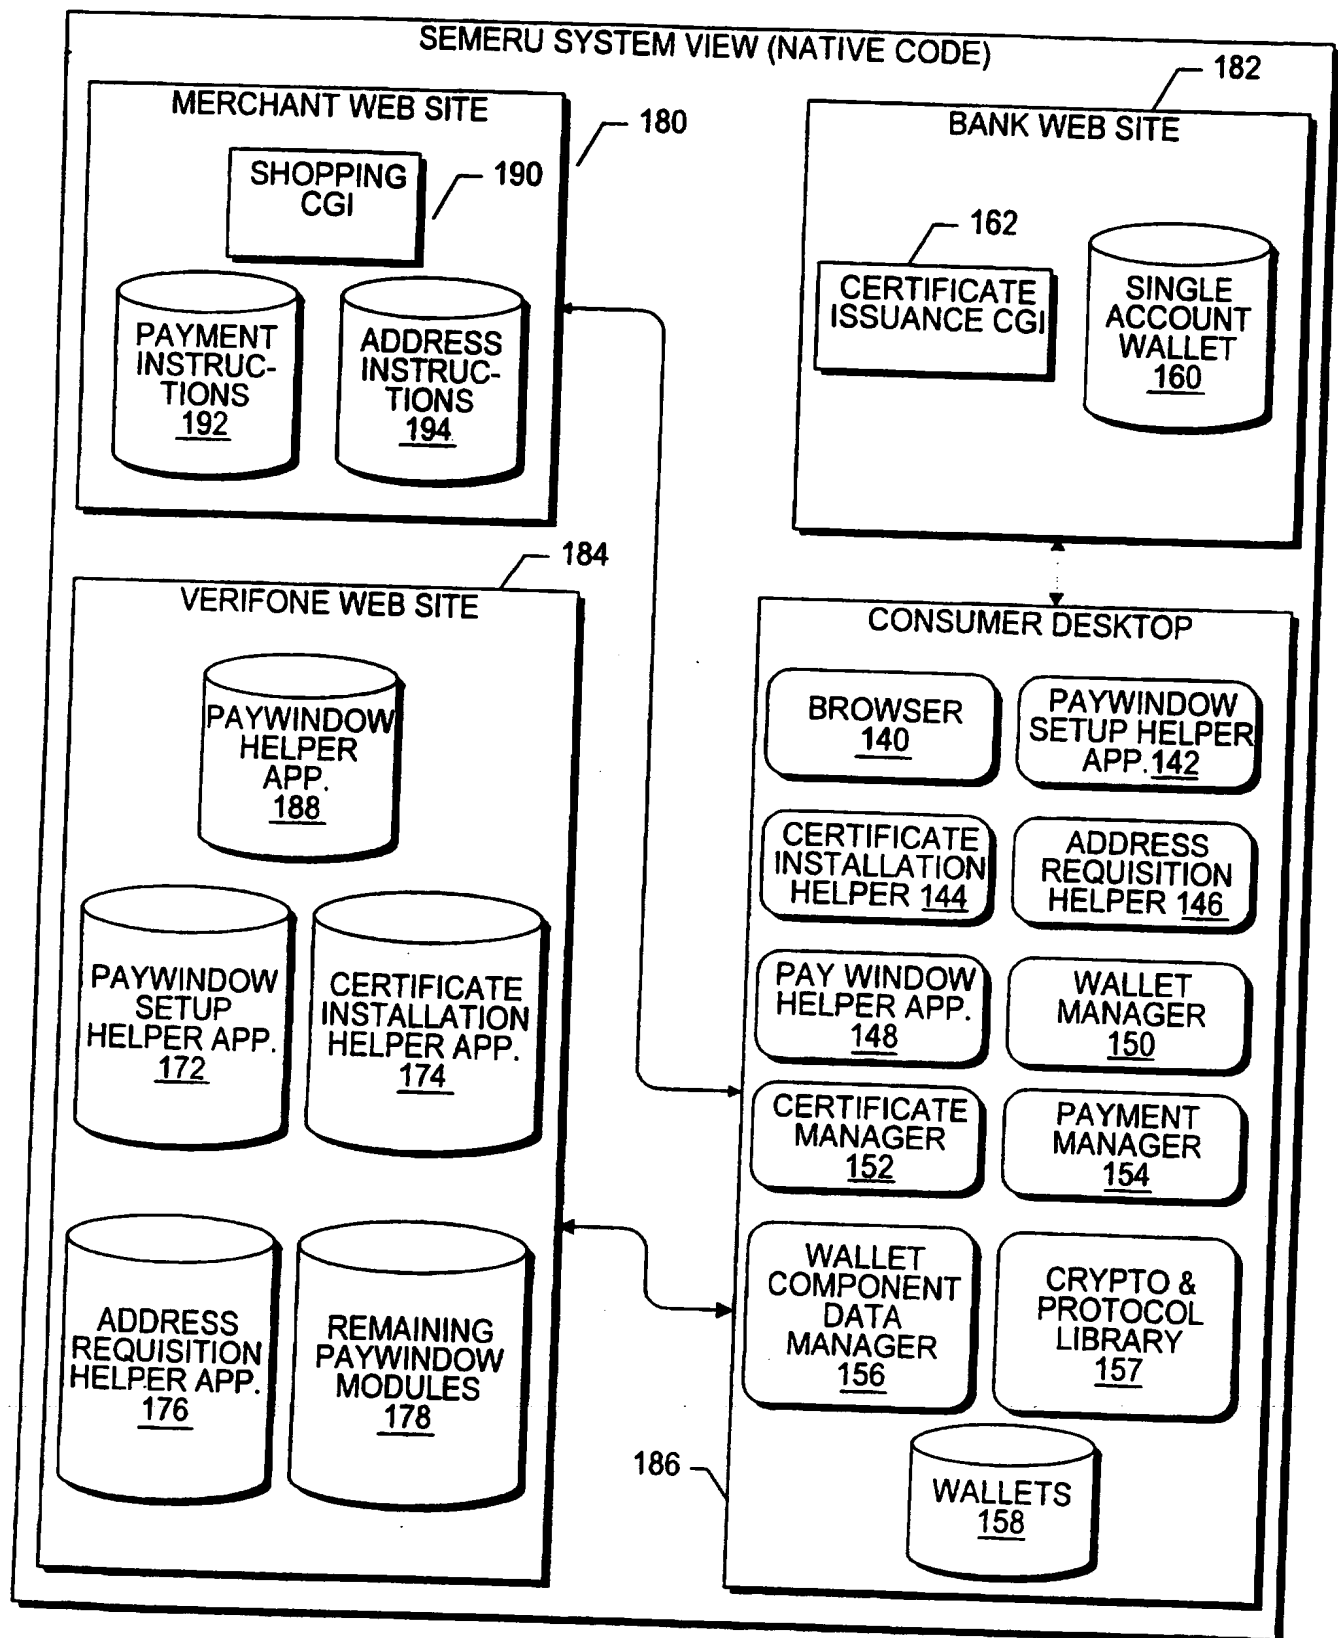 SEMERU SYSTEM VIEW (NATIVE CODE)
MERCHANT WEB SITE
180
SHOPPING
CGI
190
PAYMENT
INSTRUC-
TIONS
192
ADDRESS
INSTRUC-
TIONS
194
182
BANK WEB SITE
162
CERTIFICATE
ISSUANCE CGI
SINGLE
ACCOUNT
WALLET
160
184
VERIFONE WEB SITE
PAYWINDOW
HELPER
APP.
188
PAYWINDOW
SETUP
HELPER APP.
172
CERTIFICATE
INSTALLATION
HELPER APP.
174
ADDRESS
REQUISITION
HELPER APP.
176
REMAINING
PAYWINDOW
MODULES
178
CONSUMER DESKTOP
BROWSER
140
PAYWINDOW
SETUP HELPER
APP. 142
CERTIFICATE
INSTALLATION
HELPER 144
ADDRESS
REQUISITION
HELPER 146
PAY WINDOW
HELPER APP.
148
WALLET
MANAGER
150
CERTIFICATE
MANAGER
152
PAYMENT
MANAGER
154
WALLET
COMPONENT
DATA
MANAGER
156
CRYPTO &
PROTOCOL
LIBRARY
157
186
WALLETS
158